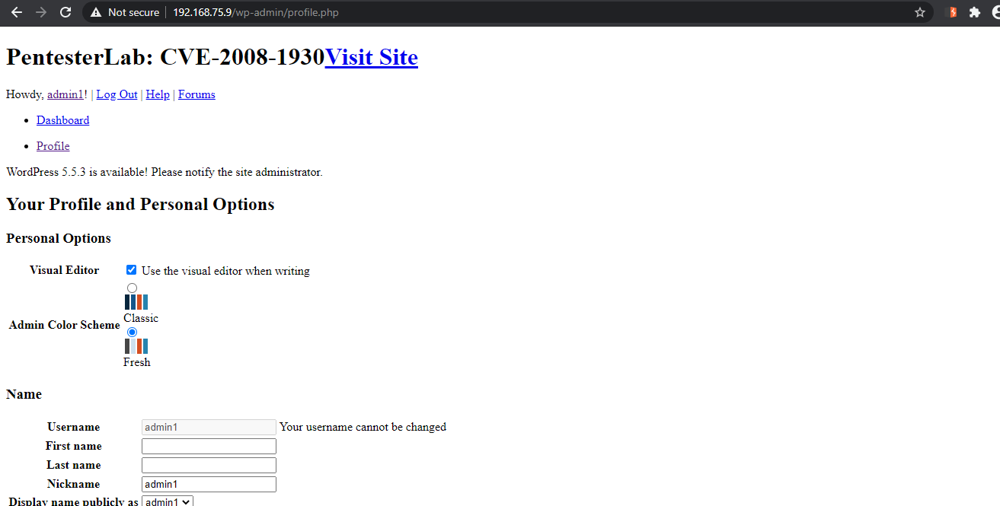 Not secure 192.168.75.9/wp-admin/profile.php
PentesterLab: CVE-2008-1930Visit Site
Howdy, admin1! | Log Out | Help | Forums
Dashboard
Profile
WordPress 5.5.3 is available! Please notify the site administrator.
Your Profile and Personal Options
Personal Options
Visual Editor Use the visual editor when writing
Classic
Admin Color Scheme
Fresh
Name
Username admin1 Your username cannot be changed
First name
Last name
Nickname admin1
Display name publicly as admin1